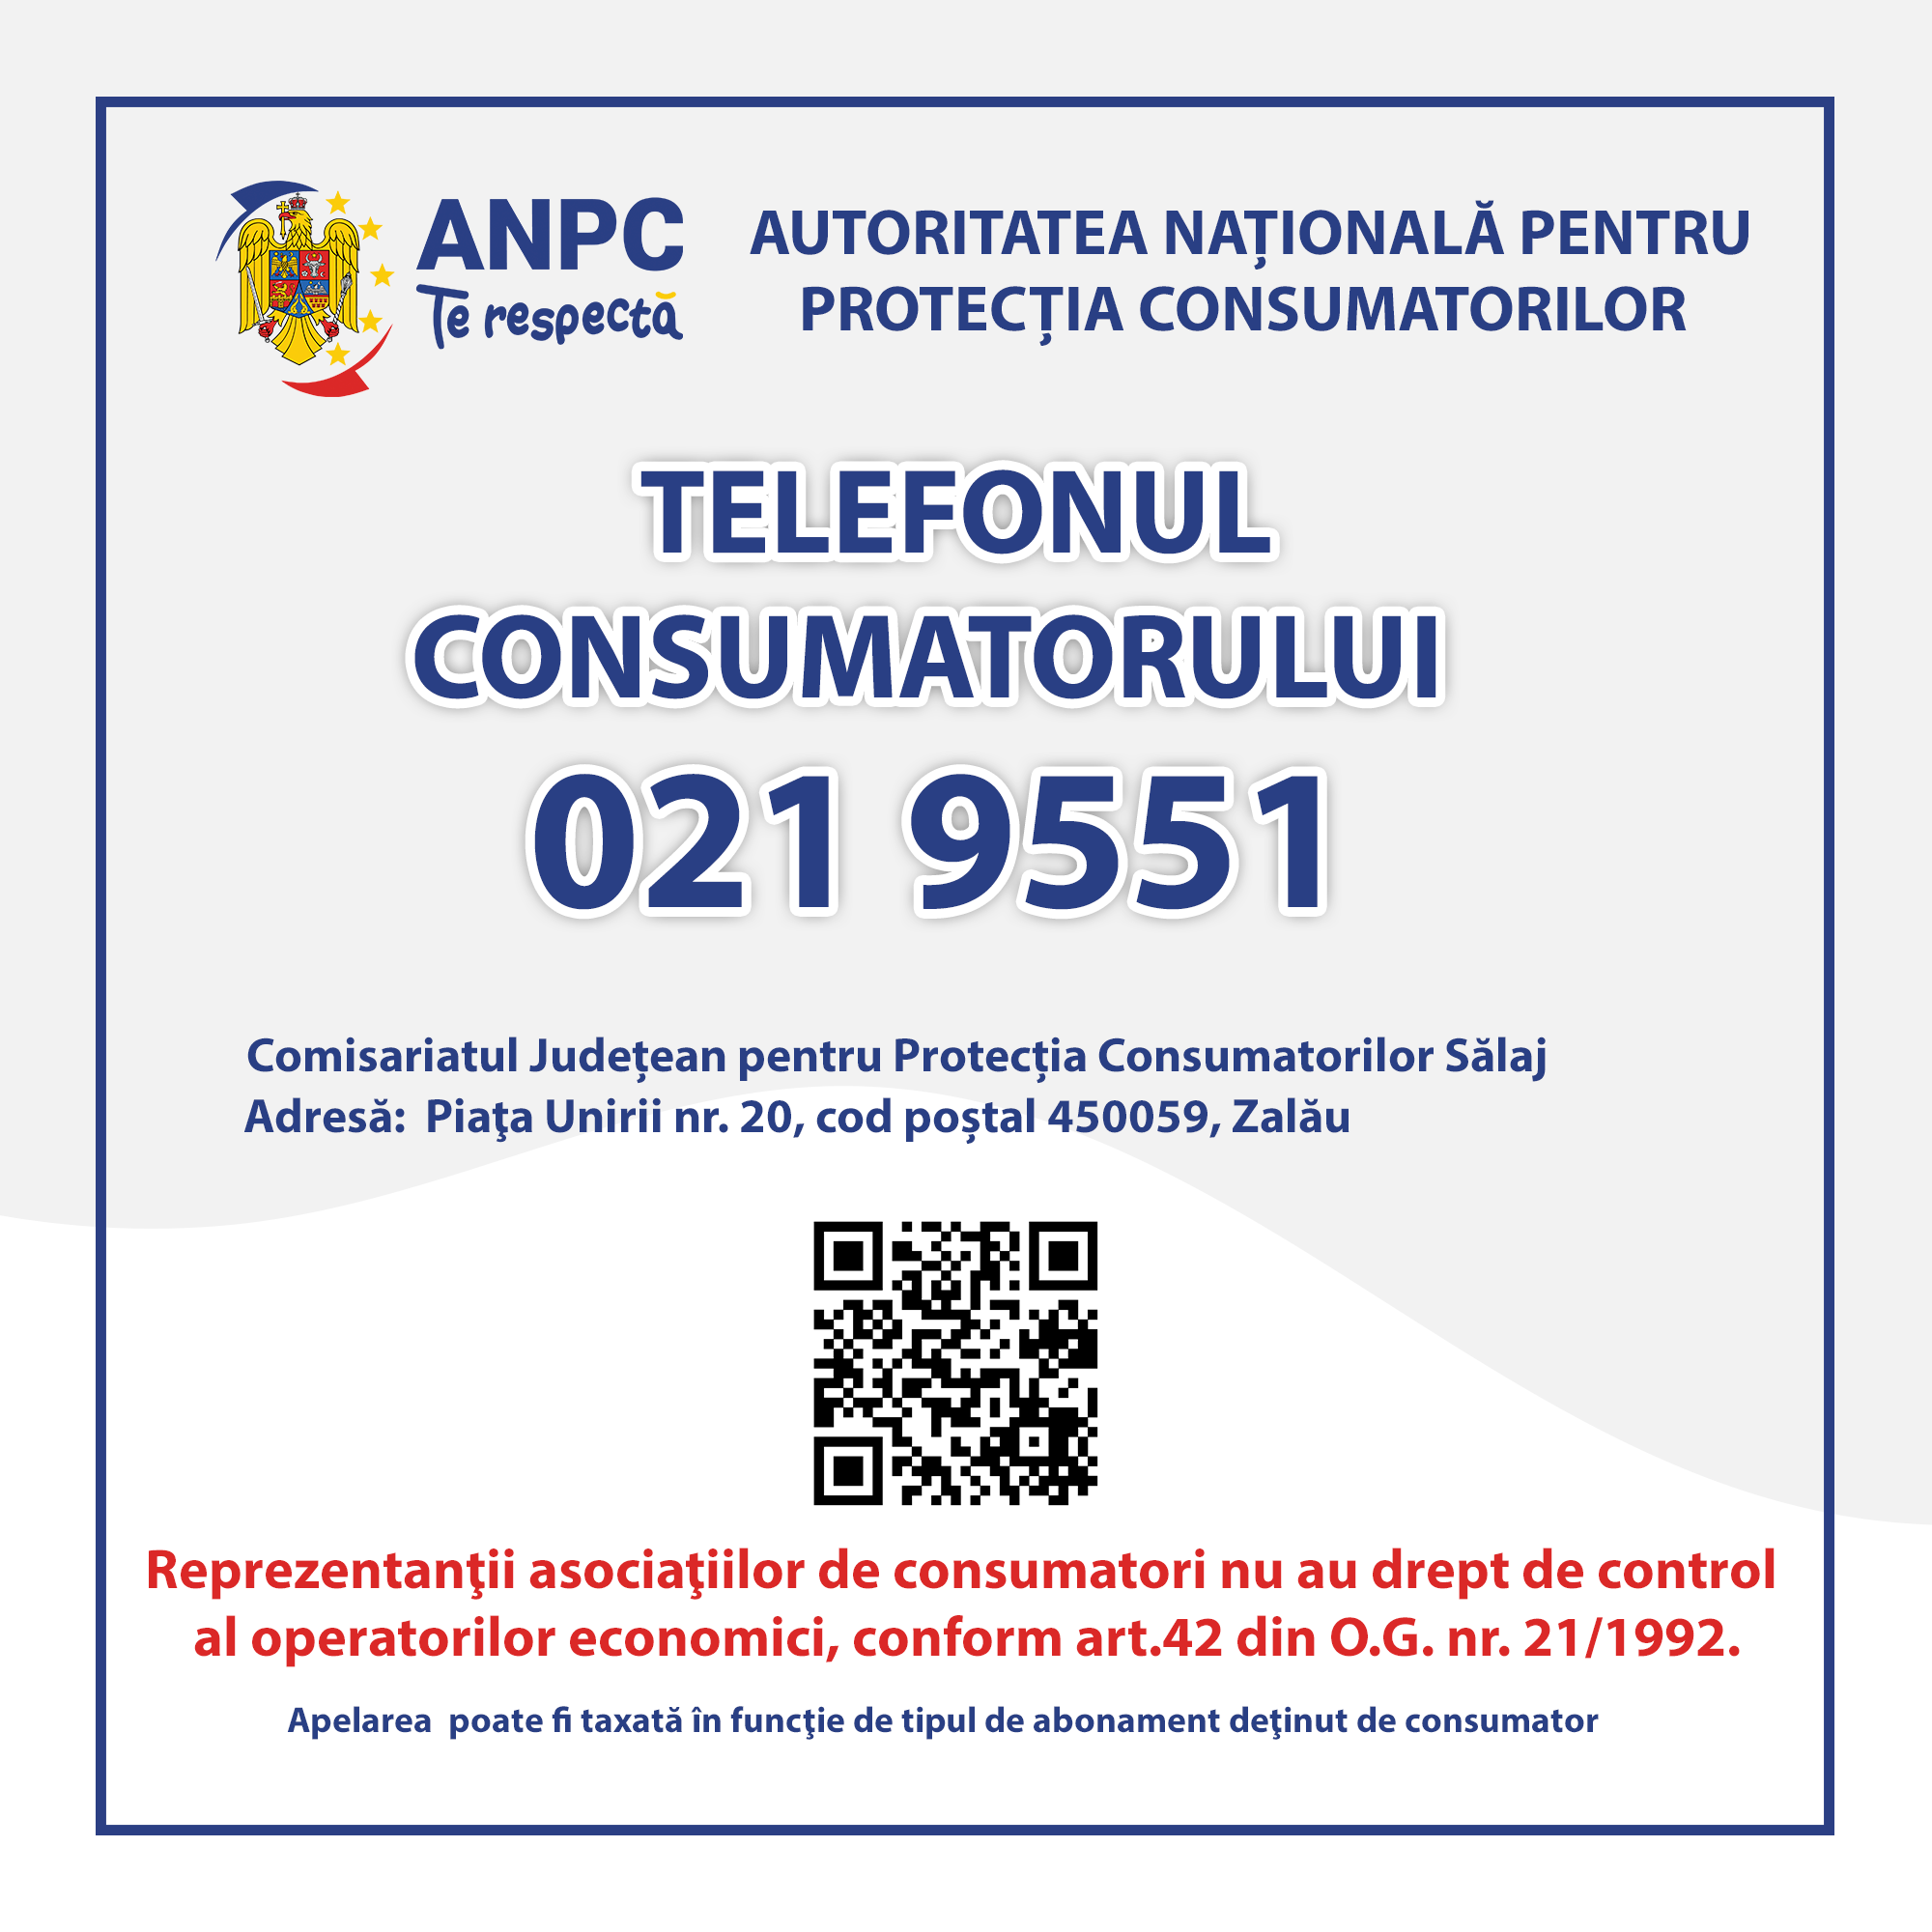 ANPC
Te respectă
AUTORITATEA NAȚIONALĂ PENTRU
PROTECȚIA CONSUMATORILOR
TELEFONUL
CONSUMATORULUI
021 9551
Comisariatul Județean pentru Protecția Consumatorilor Sălaj
Adresă: Piaţa Unirii nr. 20, cod poștal 450059, Zalău
Reprezentanţii asociaţiilor de consumatori nu au drept de control
al operatorilor economici, conform art.42 din O.G. nr. 21/1992.
Apelarea poate fi taxată în funcţie de tipul de abonament deţinut de consumator